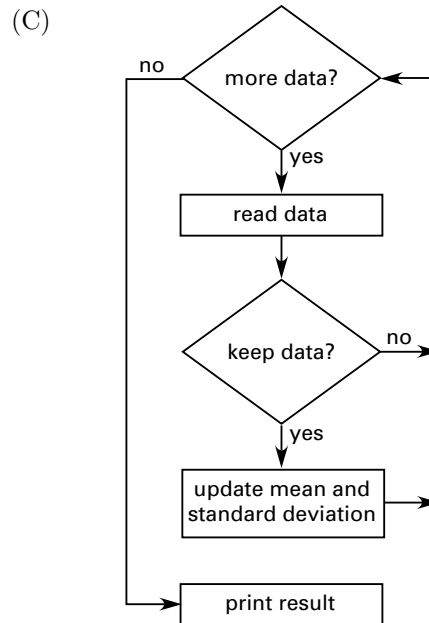 (C)
no
more data?
yes
read data
keep data?
no
yes
update mean and
standard deviation
print result